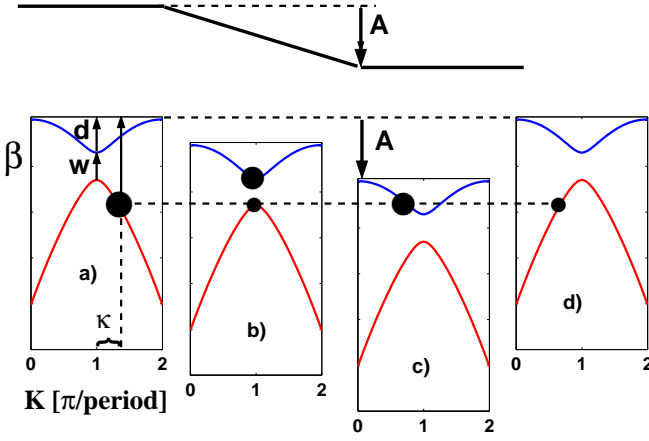 A
β
d
w
A
a)
b)
c)
d)
κ
0 1 2
0 1 2
0 1 2
0 1 2
K [π/period]